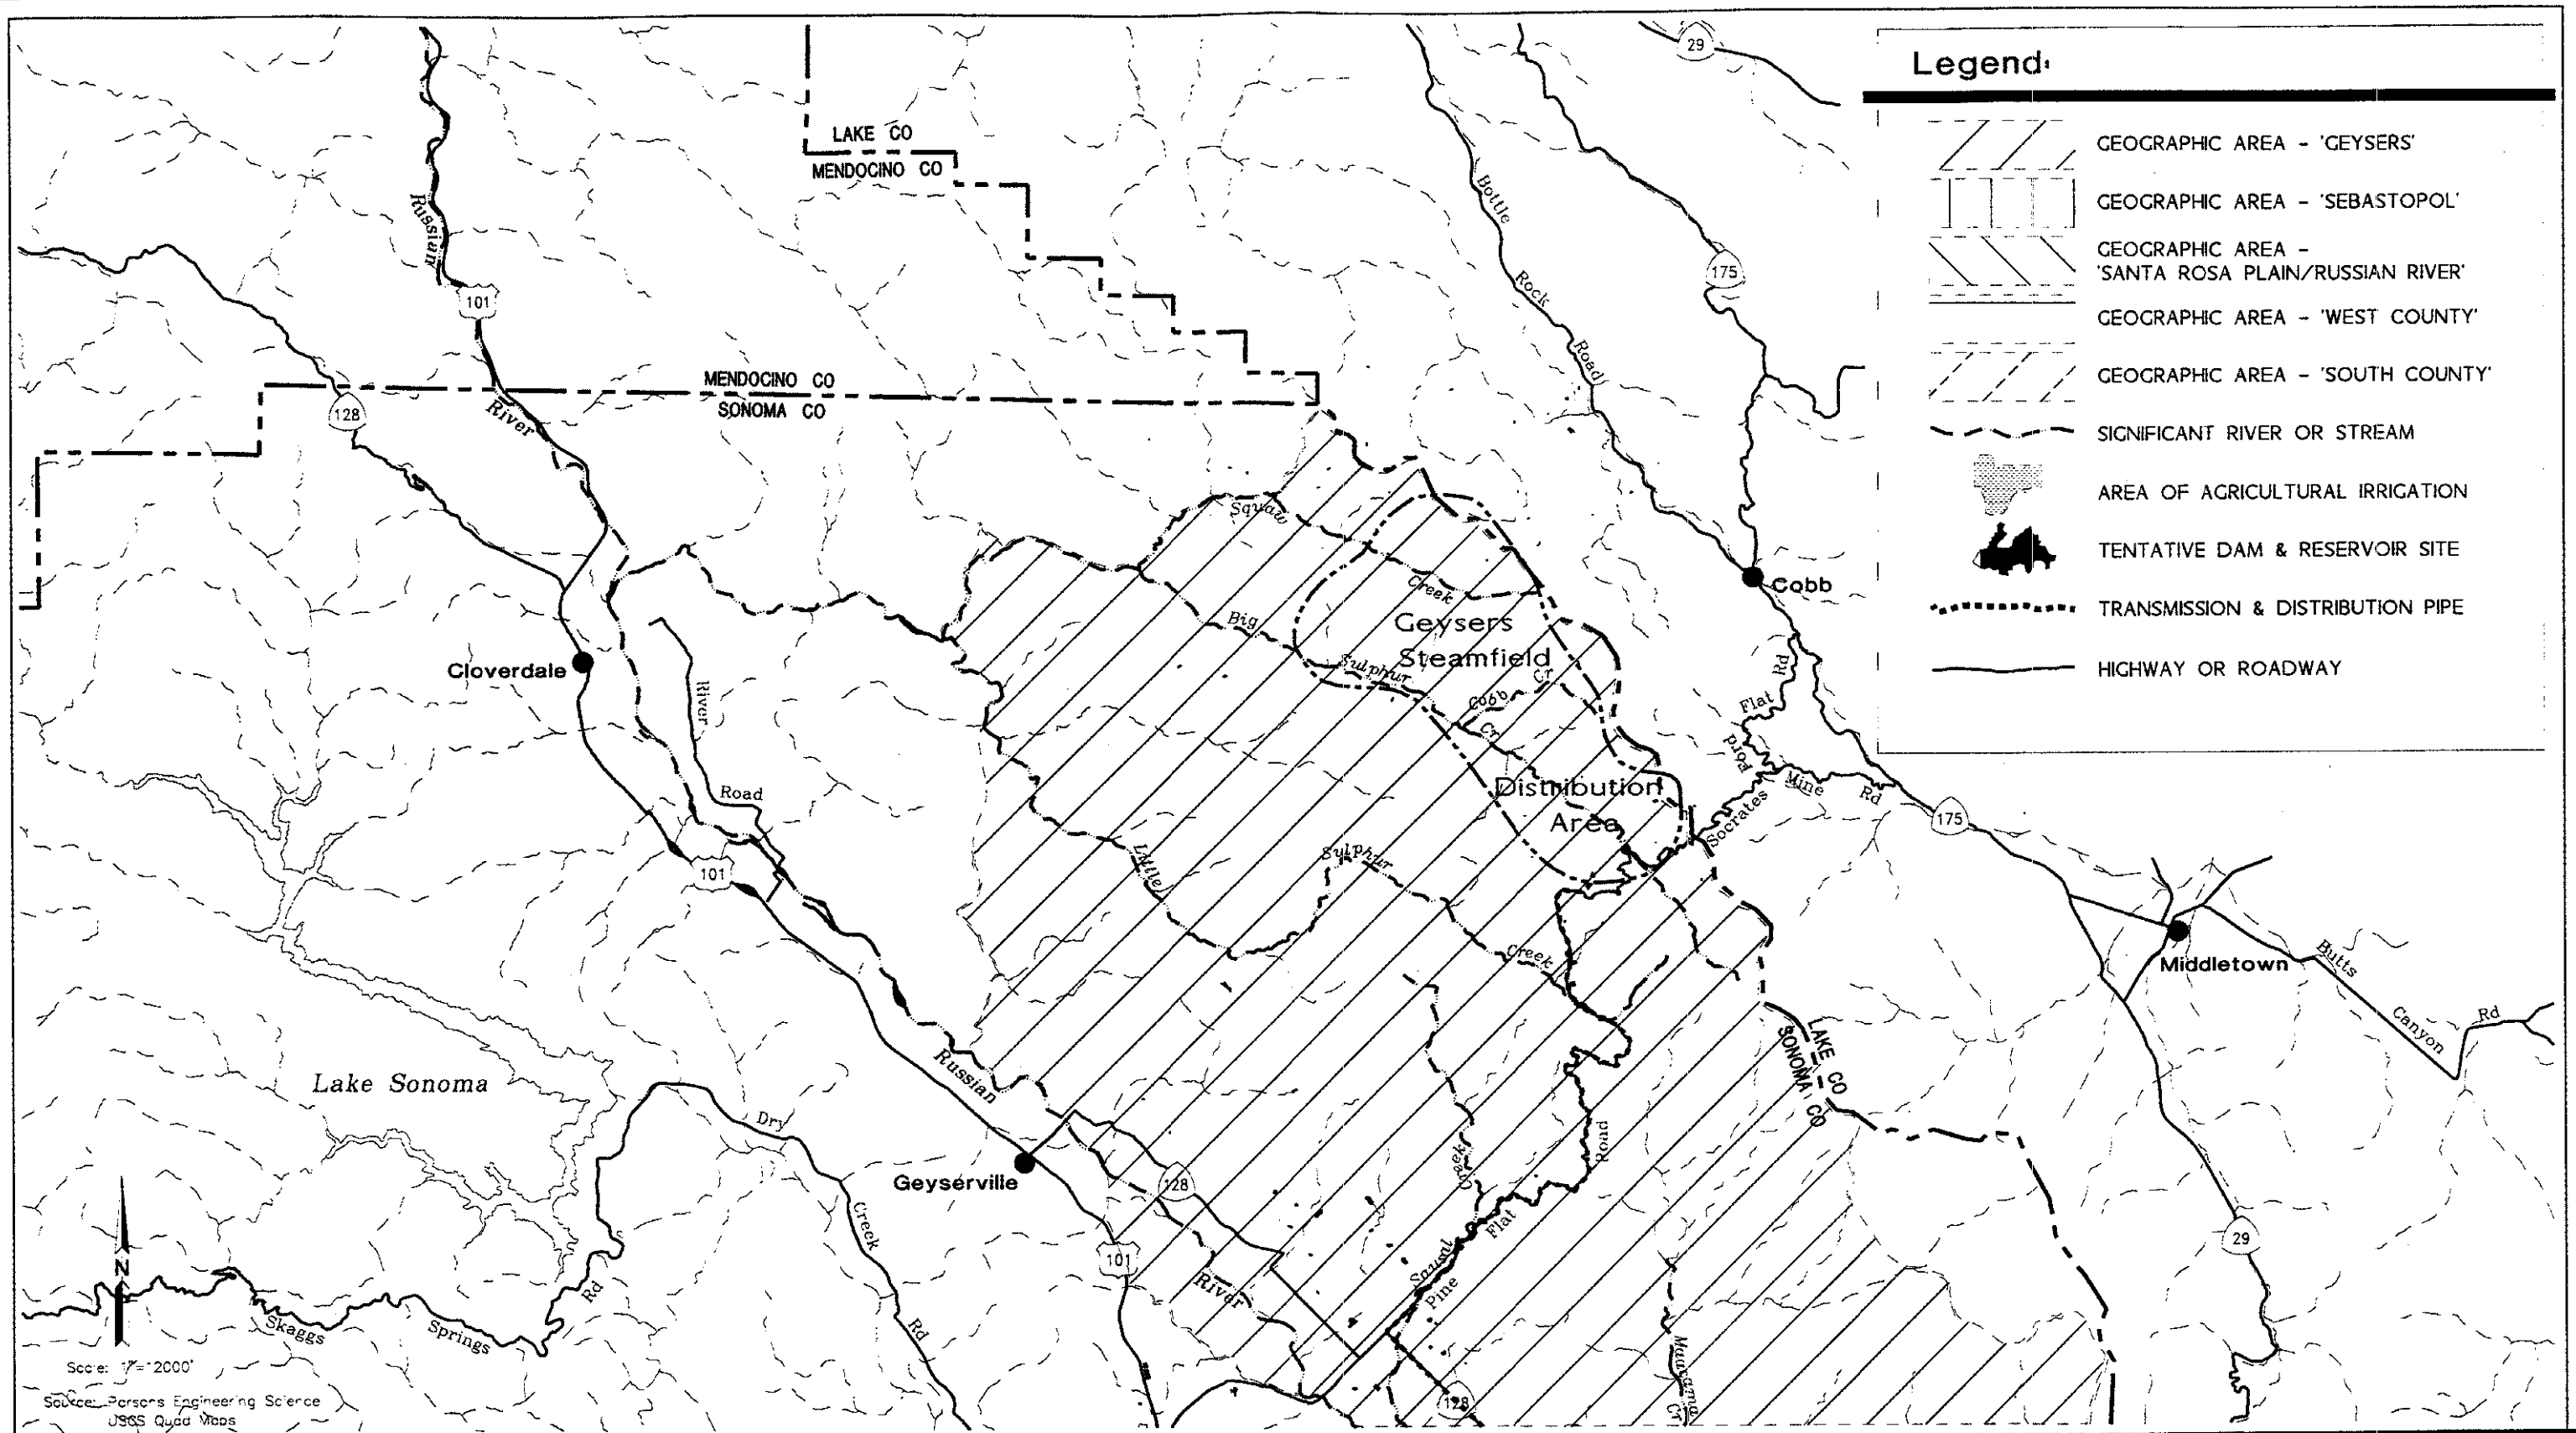 29
Legend:
LAKE CO
MENDOCINO CO
GEOGRAPHIC AREA - 'GEYSERS'
GEOGRAPHIC AREA - 'SEBASTOPOL'
GEOGRAPHIC AREA -
'SANTA ROSA PLAIN/RUSSIAN RIVER'
GEOGRAPHIC AREA - 'WEST COUNTY'
GEOGRAPHIC AREA - 'SOUTH COUNTY'
SIGNIFICANT RIVER OR STREAM
AREA OF AGRICULTURAL IRRIGATION
TENTATIVE DAM & RESERVOIR SITE
TRANSMISSION & DISTRIBUTION PIPE
HIGHWAY OR ROADWAY
Russian
101
River
Bottle
Rock
Road
175
MENDOCINO CO
SONOMA CO
128
Squaw
Creek
Cobb
Geysers
Steamfield
Big
Sulphur
Cr
Cobb
Cr
Cloverdale
River
Road
Flat
Rd
Ford
Mine
Rd
Socrates
175
Distribution
Area
101
Little
Sulphur
Creek
Middletown
Butts
Canyon
Rd
LAKE CO
SONOMA CO
Lake Sonoma
Russian
Dry
Creek
Rd
Geyserville
128
101
River
Creek
Road
Flat
Pine
Sausal
29
N
Skaggs
Springs
Rd
Maacama
Cr
128
Source: Parsons Engineering Science
USGS Quad Maps